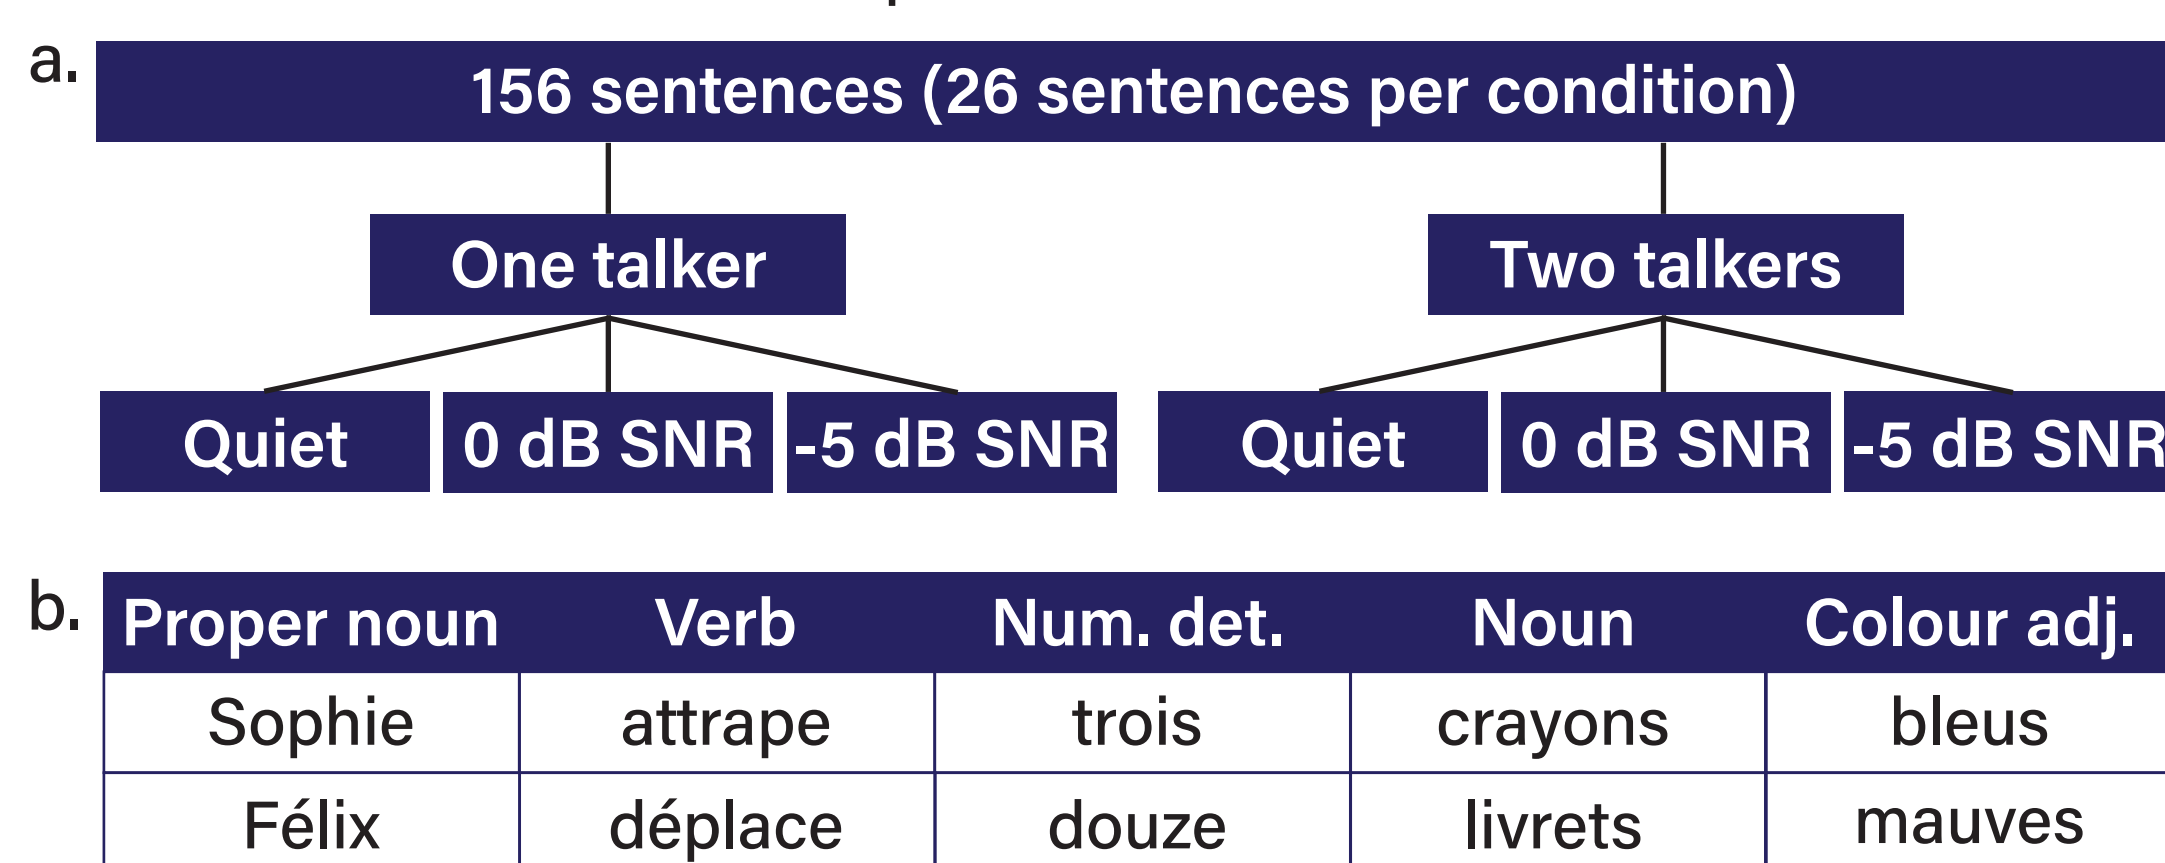 a.
156 sentences (26 sentences per condition)
One talker Two talkers
Quiet 0 dB SNR -5 dB SNR Quiet 0 dB SNR -5 dB SNR
b.
Proper noun Verb Num. det. Noun Colour adj.
Sophie attrape trois crayons bleus
Félix déplace douze livrets mauves